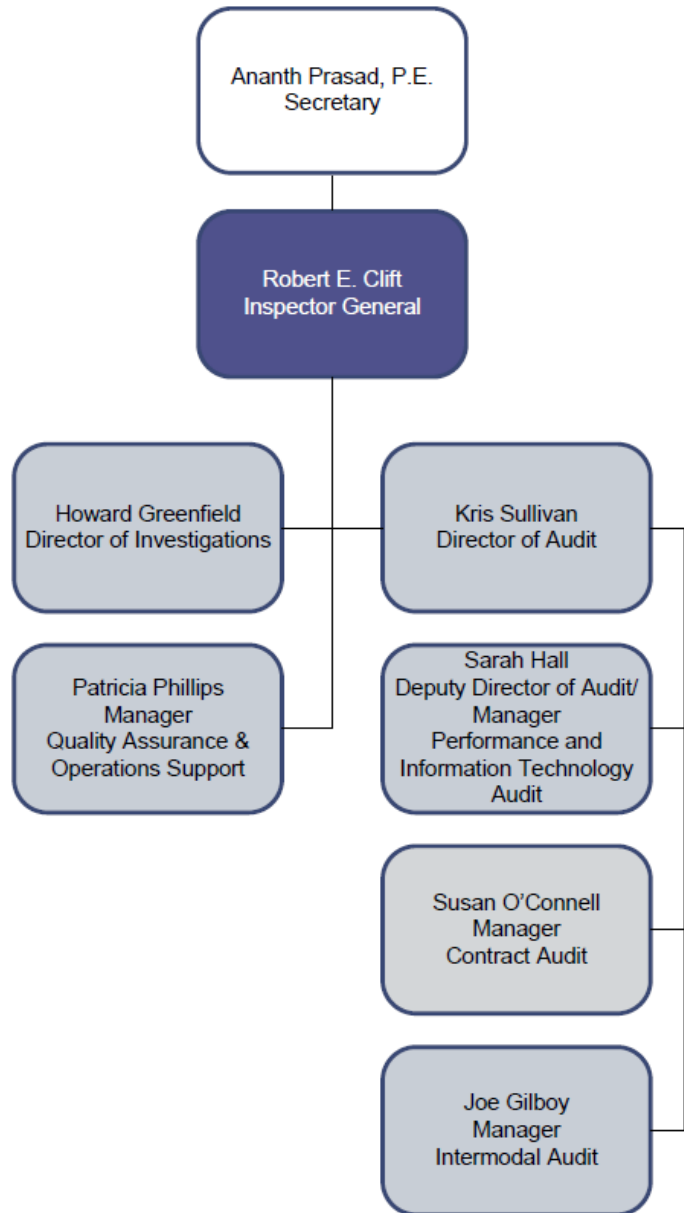 Ananth Prasad, P.E.
Secretary
Robert E. Clift
Inspector General
Howard Greenfield
Director of Investigations
Kris Sullivan
Director of Audit
Patricia Phillips
Manager
Quality Assurance &
Operations Support
Sarah Hall
Deputy Director of Audit/
Manager
Performance and
Information Technology
Audit
Susan O’Connell
Manager
Contract Audit
Joe Gilboy
Manager
Intermodal Audit